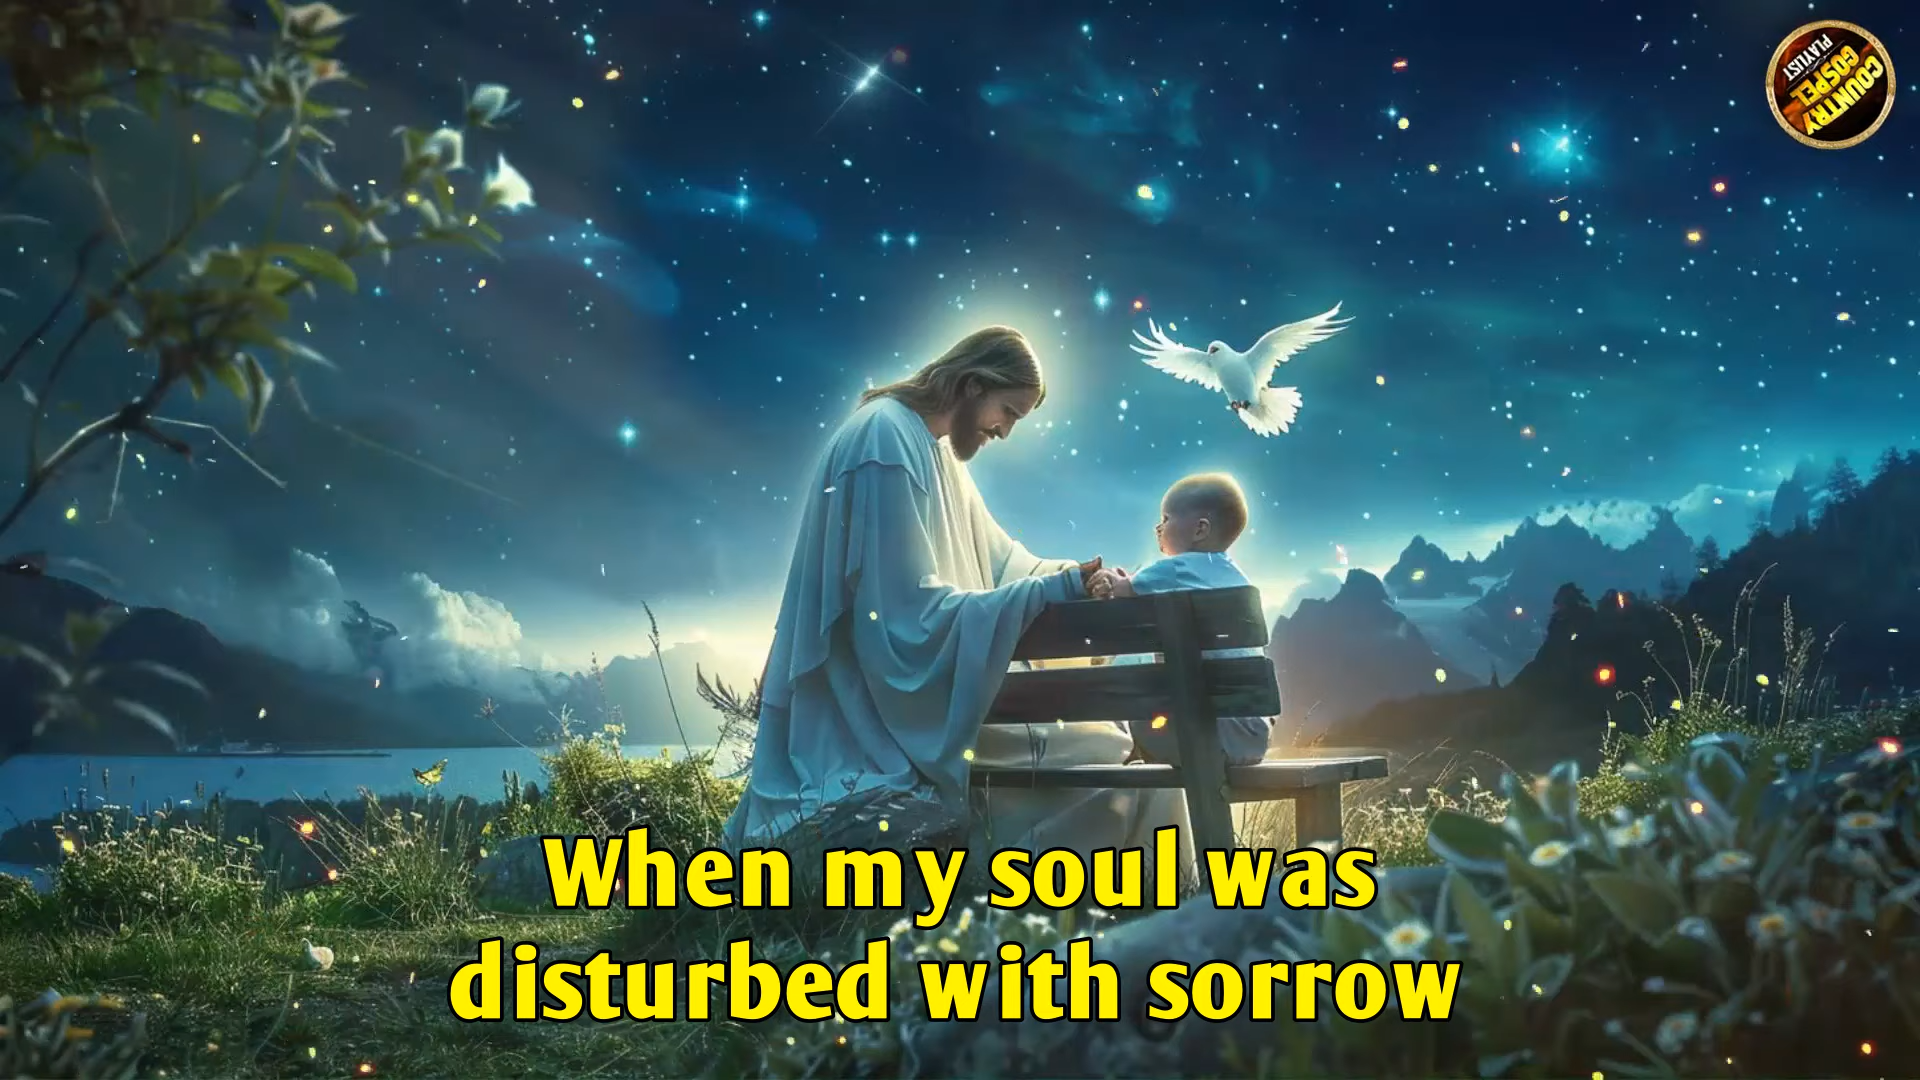 COUNTRY
GOSPEL
PLAYLIST
When my soul was
disturbed with sorrow